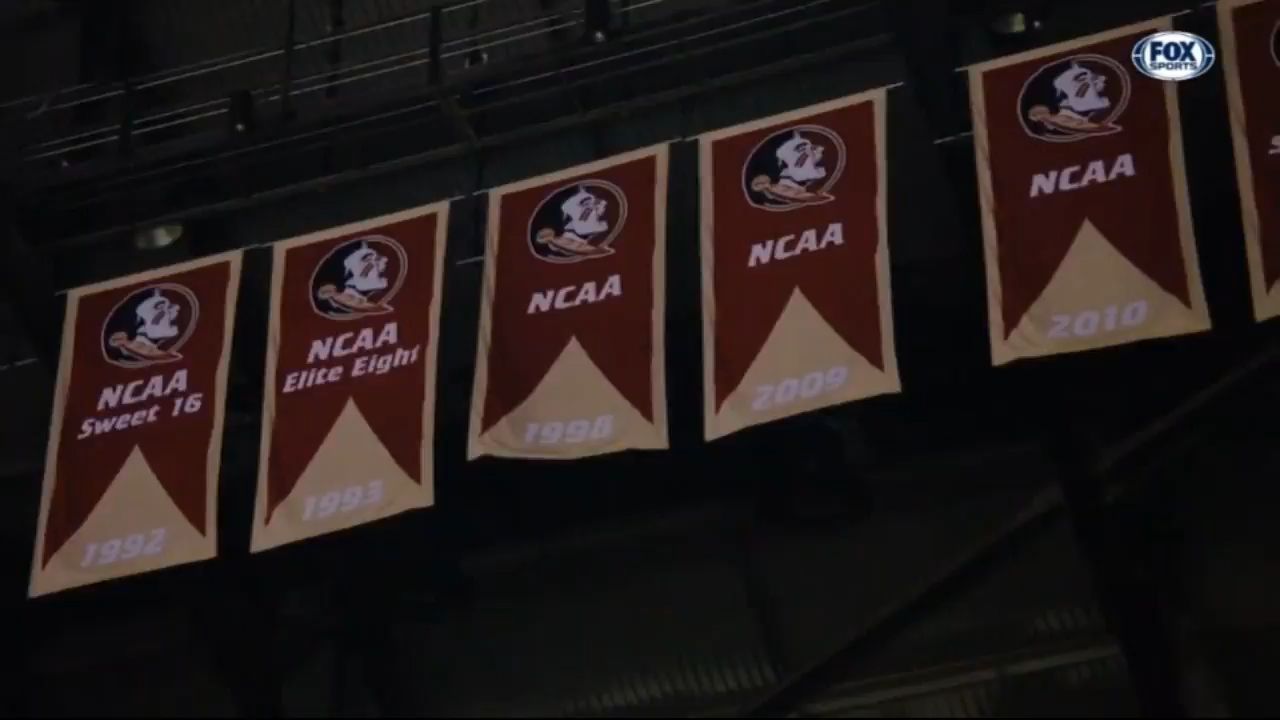 FOX
SPORTS
NCAA
Sweet 16
1992
NCAA
Elite Eight
1993
NCAA
1998
NCAA
2009
NCAA
2010